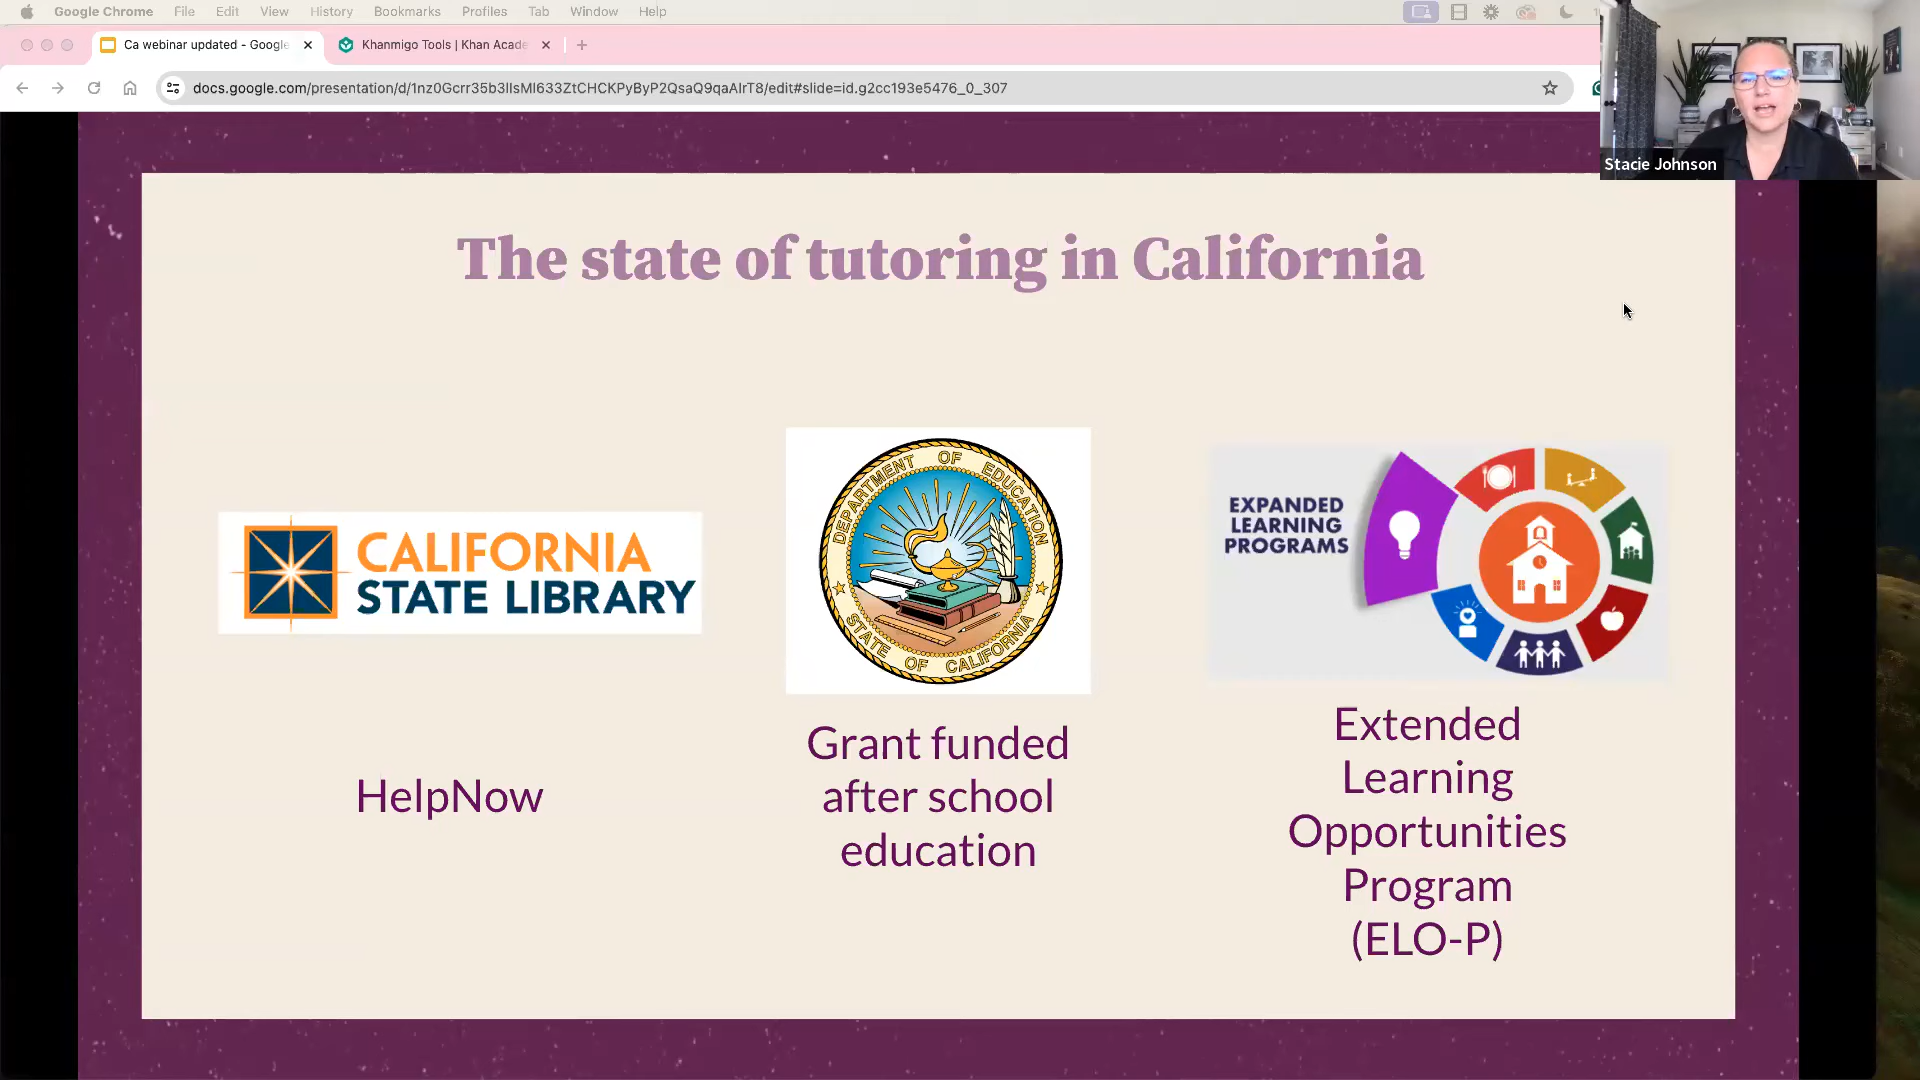 Google Chrome File Edit View History Bookmarks Profiles Tab Window Help
Ca webinar updated - Google
Khanmigo Tools | Khan Acade
docs.google.com/presentation/d/1nz0Gcrr35b3IlsMI633ZtCHCKPyByP2QsaQ9qaAIrT8/edit#slide=id.g2cc193e5476_0_307
Stacie Johnson
The state of tutoring in California
CALIFORNIA
STATE LIBRARY
HelpNow
DEPARTMENT OF EDUCATION
STATE OF CALIFORNIA
Grant funded
after school
education
EXPANDED
LEARNING
PROGRAMS
Extended
Learning
Opportunities
Program
(ELO-P)